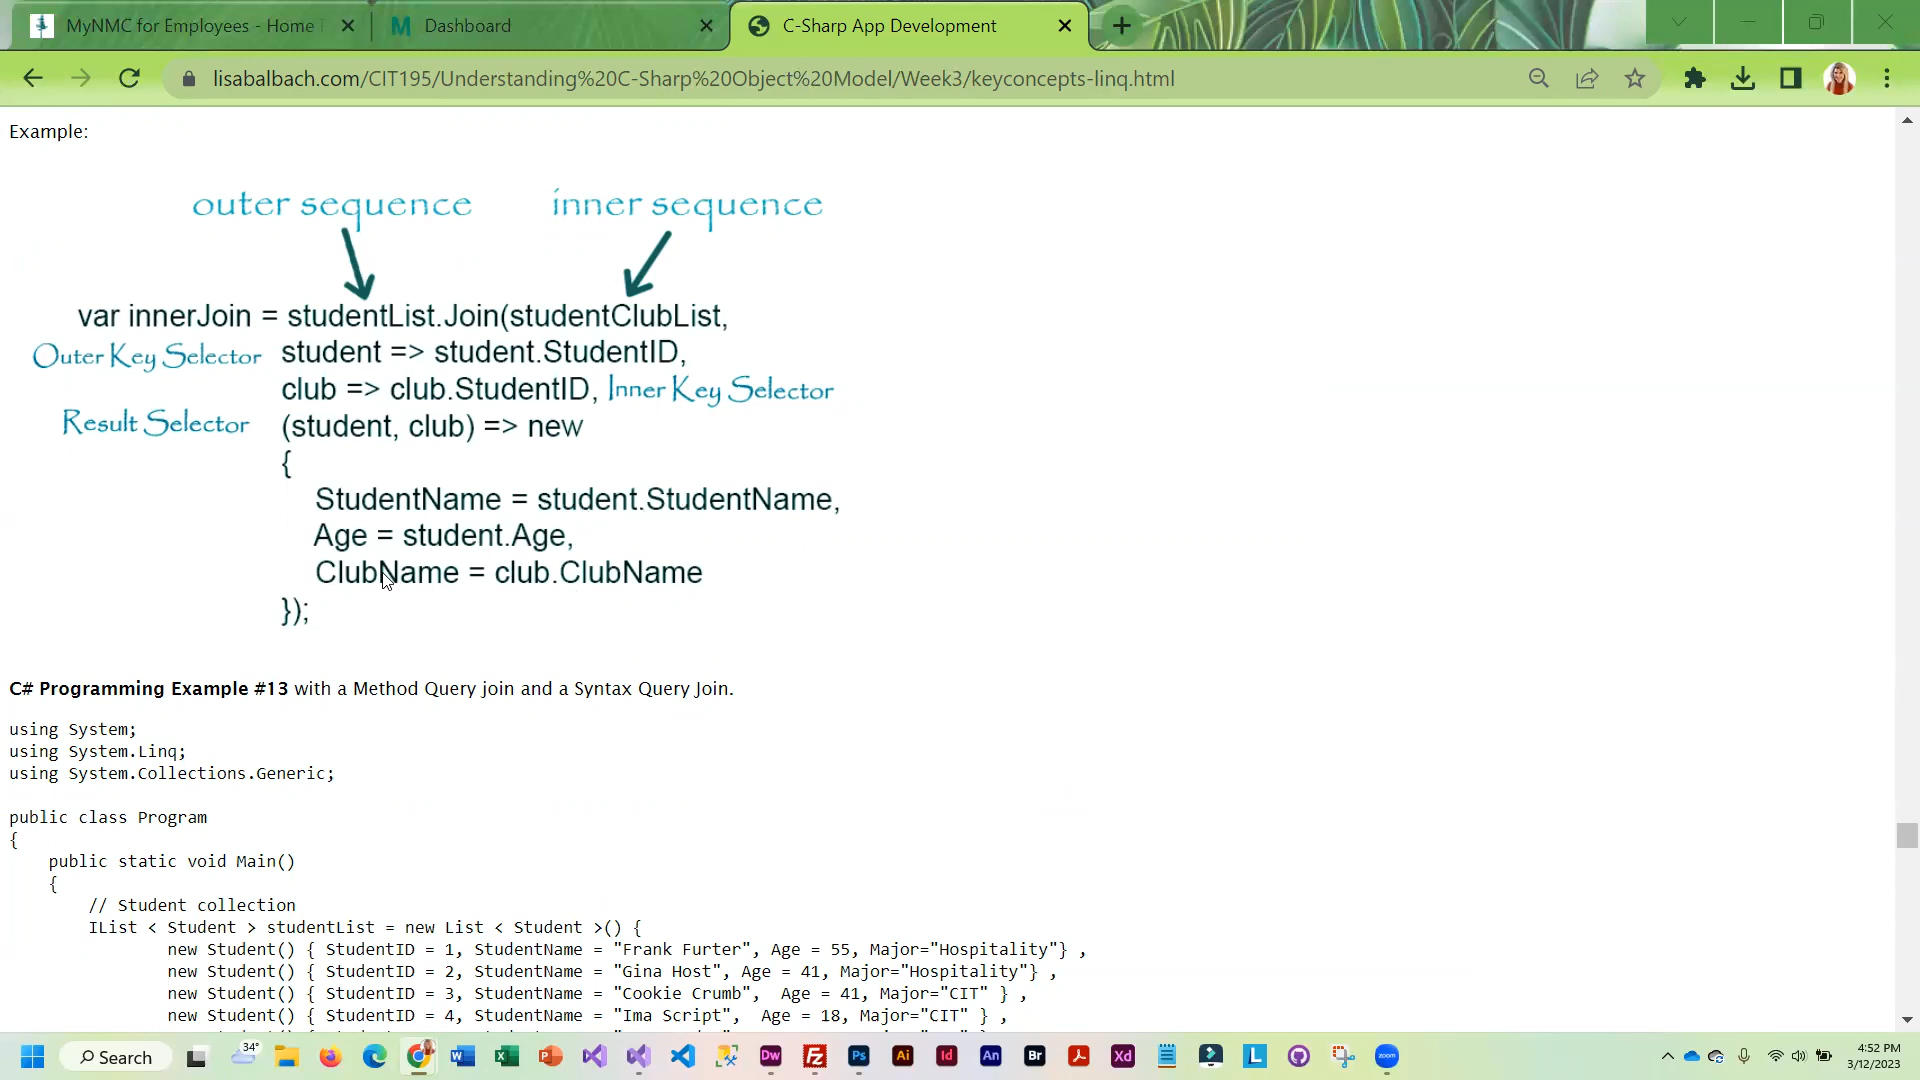 MyNMC for Employees - Home
Dashboard
C-Sharp App Development
lisabalbach.com/CIT195/Understanding%20C-Sharp%20Object%20Model/Week3/keyconcepts-linq.html
Example:
outer sequence inner sequence
var innerJoin = studentList.Join(studentClubList,
Outer Key Selector student => student.StudentID,
club => club.StudentID, Inner Key Selector
Result Selector (student, club) => new
{
StudentName = student.StudentName,
Age = student.Age,
ClubName = club.ClubName
});
C# Programming Example #13 with a Method Query join and a Syntax Query Join.
using System;
using System.Linq;
using System.Collections.Generic;
public class Program
{
public static void Main()
{
// Student collection
IList < Student > studentList = new List < Student >() {
new Student() { StudentID = 1, StudentName = "Frank Furter", Age = 55, Major="Hospitality"} ,
new Student() { StudentID = 2, StudentName = "Gina Host", Age = 41, Major="Hospitality"} ,
new Student() { StudentID = 3, StudentName = "Cookie Crumb",  Age = 41, Major="CIT" } ,
new Student() { StudentID = 4, StudentName = "Ima Script",  Age = 18, Major="CIT" } ,
34°
Search
4:52 PM
3/12/2023